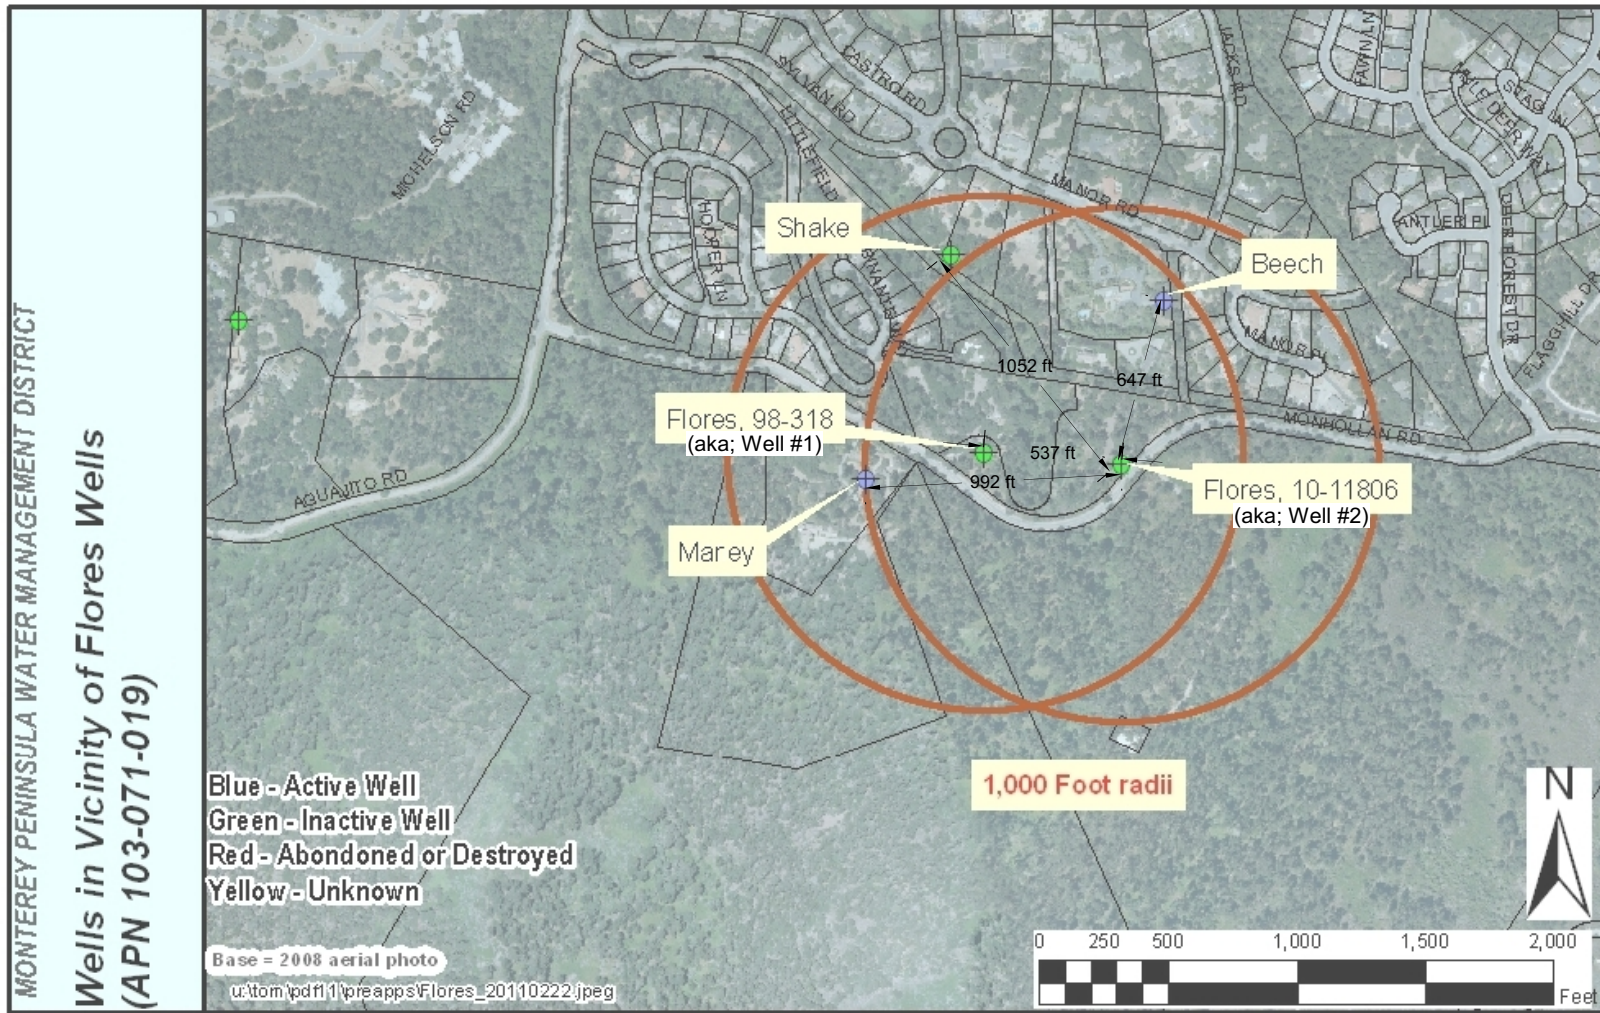 MONTEREY PENINSULA WATER MANAGEMENT DISTRICT
Wells in Vicinity of Flores Wells
(APN 103-071-019)
MICHELSON RD
CASTRO RD
SYLVAN RD
LITTLEFIELD
JACKS RD
FAWN LN
STAG LN
MULE DEER WAY
MANOR RD
ANTLER PL
DEER FOREST DR
FLAGG HILL DR
HOOPER LN
Shake
Beech
MANOR PL
1052 ft
647 ft
Flores, 98-318
(aka; Well #1)
MONHOLLAN RD
537 ft
992 ft
AGUAJITO RD
Flores, 10-11806
(aka; Well #2)
Marey
1,000 Foot radii
Blue - Active Well
Green - Inactive Well
Red - Abondoned or Destroyed
Yellow - Unknown
Base = 2008 aerial photo
u:\tom\pdf11\preapps\Flores_20110222.jpeg
N
0 250 500 1,000 1,500 2,000
Feet